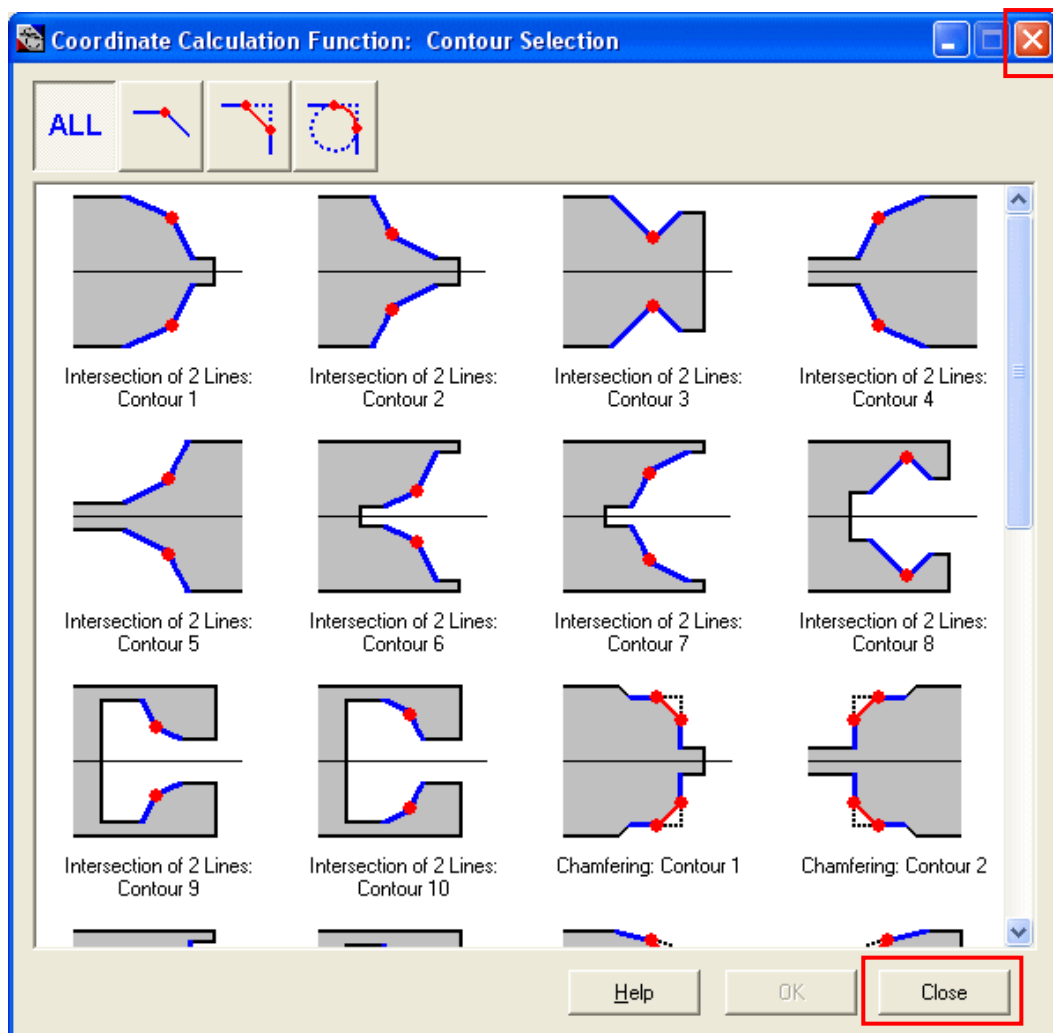 Coordinate Calculation Function: Contour Selection
ALL
Intersection of 2 Lines:
Contour 1
Intersection of 2 Lines:
Contour 2
Intersection of 2 Lines:
Contour 3
Intersection of 2 Lines:
Contour 4
Intersection of 2 Lines:
Contour 5
Intersection of 2 Lines:
Contour 6
Intersection of 2 Lines:
Contour 7
Intersection of 2 Lines:
Contour 8
Intersection of 2 Lines:
Contour 9
Intersection of 2 Lines:
Contour 10
Chamfering: Contour 1
Chamfering: Contour 2
Help
OK
Close